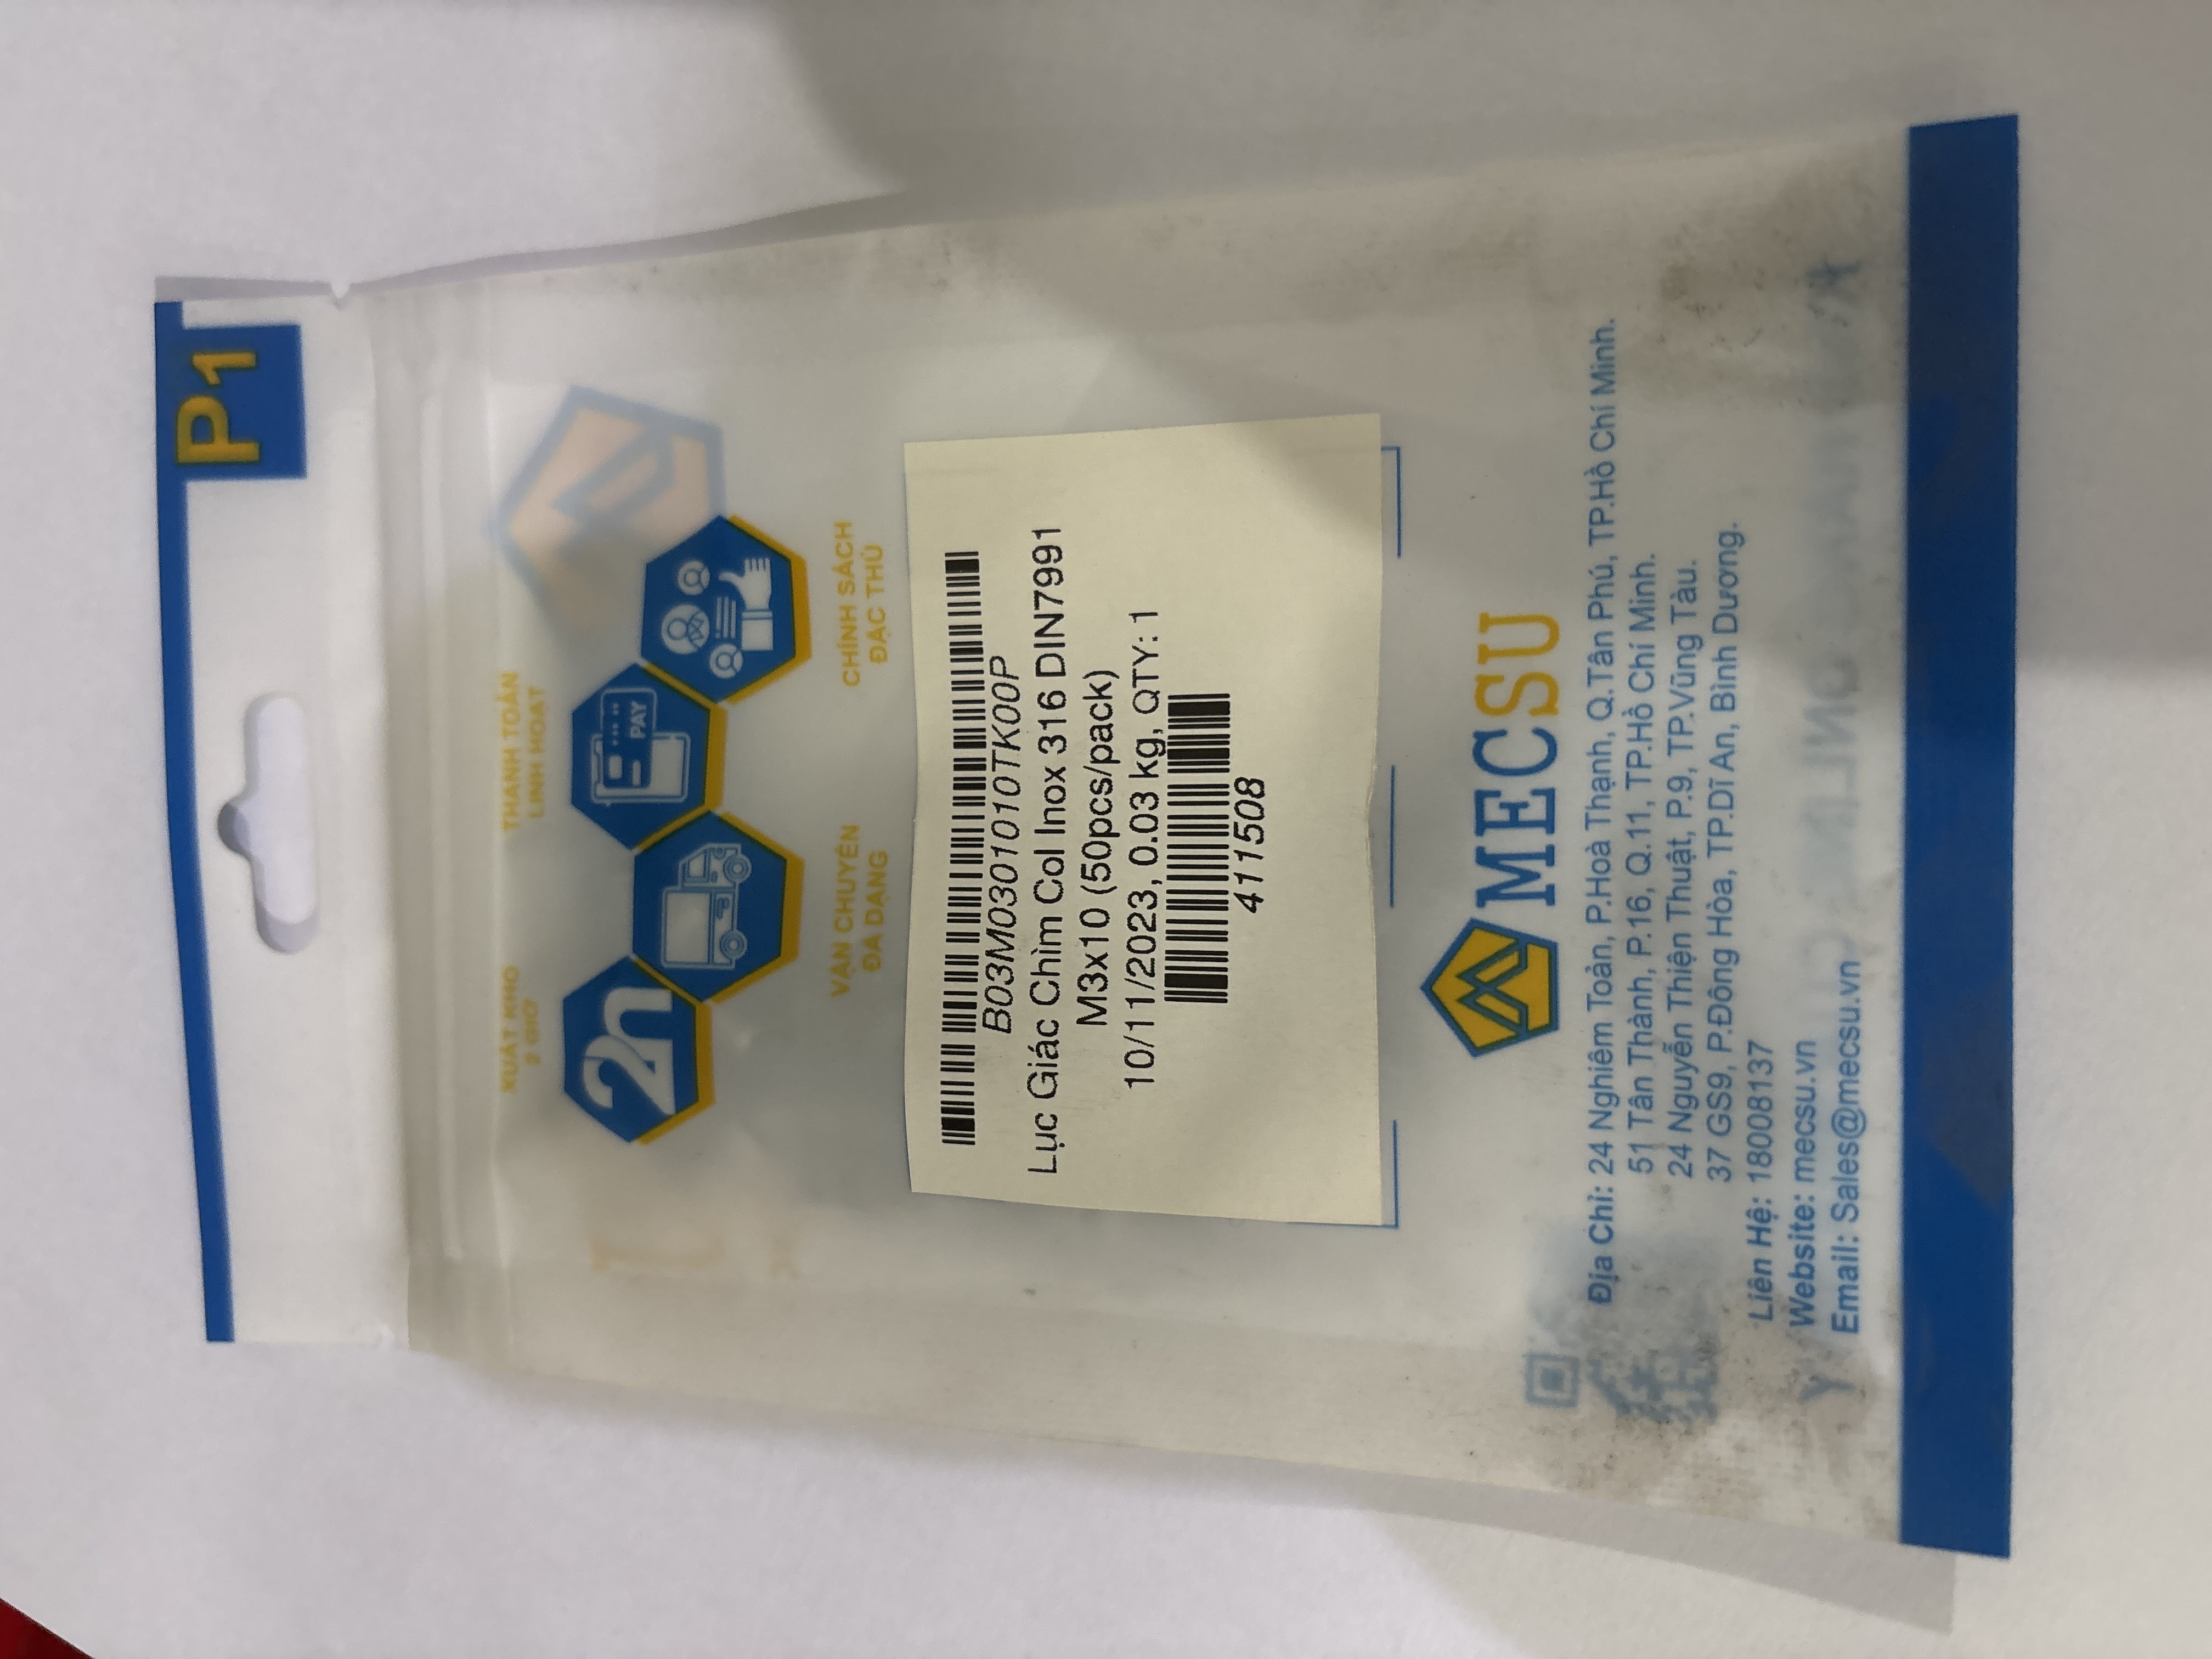 P1
XUẤT KHO
2 GIỜ
THANH TOÁN
LINH HOẠT
2h
PAY
VẬN CHUYỂN
ĐA DẠNG
CHÍNH SÁCH
ĐẶC THÙ
B03M0301010TK00P
Lục Giác Chìm Col Inox 316 DIN7991
M3x10 (50pcs/pack)
10/11/2023, 0.03 kg, QTY: 1
411508
MECSU
Địa Chỉ: 24 Nghiêm Toản, P.Hoà Thạnh, Q.Tân Phú, TP.Hồ Chí Minh.
51 Tân Thành, P.16, Q.11, TP.Hồ Chí Minh.
24 Nguyễn Thiện Thuật, P.9, TP.Vũng Tàu.
37 GS9, P.Đông Hòa, TP.Dĩ An, Bình Dương.
Liên Hệ: 18008137
Website: mecsu.vn
Email: Sales@mecsu.vn